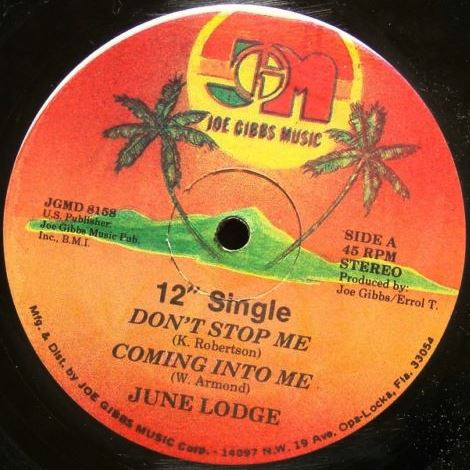 JGM
JOE GIBBS MUSIC
JGMD 8158
U.S. Publisher:
Joe Gibbs Music Pub.
Inc., B.M.I.
SIDE A
45 RPM
STEREO
Produced by:
Joe Gibbs/Errol T.
12" Single
DON'T STOP ME
(K. Robertson)
COMING INTO ME
(W. Armond)
JUNE LODGE
Mfg. & Dist. by JOE GIBBS MUSIC Corp. - 14097 N.W. 19 Ave. Opa-Locka, Fla. 33054